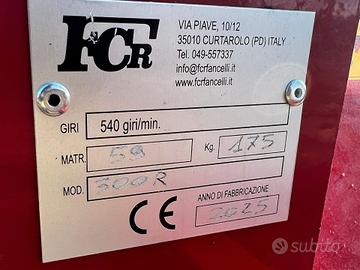 FCR
VIA PIAVE, 10/12
35010 CURTAROLO (PD) ITALY
Tel. 049-557337
info@fcrfancelli.it
www.fcrfancelli.it
GIRI 540 giri/min.
MATR. 59 Kg. 175
MOD. 300R
CE
ANNO DI FABBRICAZIONE
2025
subito